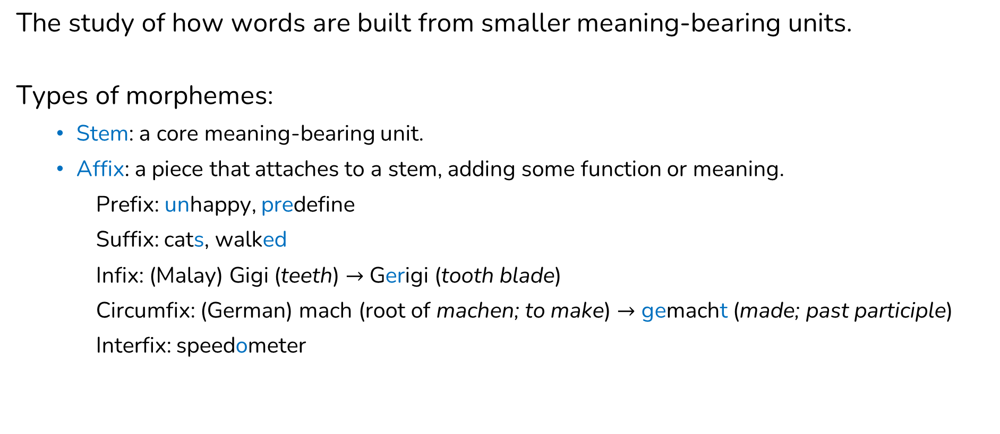 The study of how words are built from smaller meaning-bearing units.
Types of morphemes:
• Stem: a core meaning-bearing unit.
• Affix: a piece that attaches to a stem, adding some function or meaning.
Prefix: unhappy, predefine
Suffix: cats, walked
Infix: (Malay) Gigi (teeth) → Gerigi (tooth blade)
Circumfix: (German) mach (root of machen; to make) → gemacht (made; past participle)
Interfix: speedometer